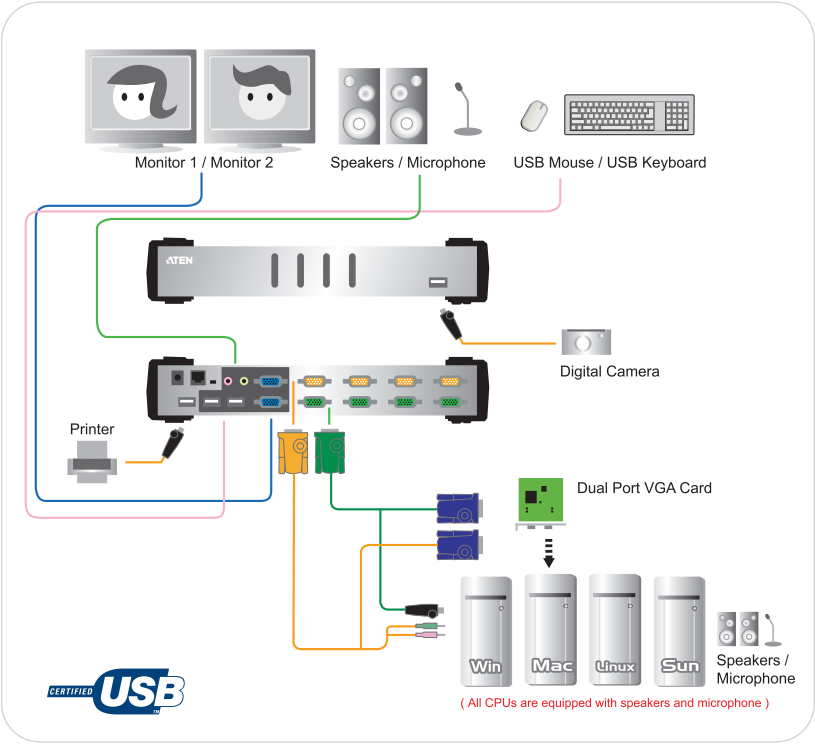 Monitor 1 / Monitor 2
Speakers / Microphone
USB Mouse / USB Keyboard
ATEN
Digital Camera
Printer
Dual Port VGA Card
Win
Mac
Linux
Sun
Speakers /
Microphone
( All CPUs are equipped with speakers and microphone )
CERTIFIED USB™